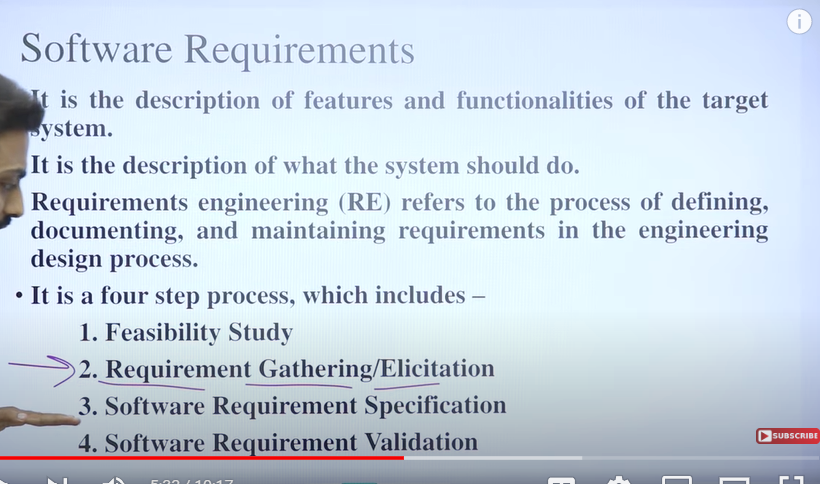 Software Requirements
It is the description of features and functionalities of the target
system.
It is the description of what the system should do.
Requirements engineering (RE) refers to the process of defining,
documenting, and maintaining requirements in the engineering
design process.
• It is a four step process, which includes –
1. Feasibility Study
2. Requirement Gathering/Elicitation
3. Software Requirement Specification
4. Software Requirement Validation
SUBSCRIBE